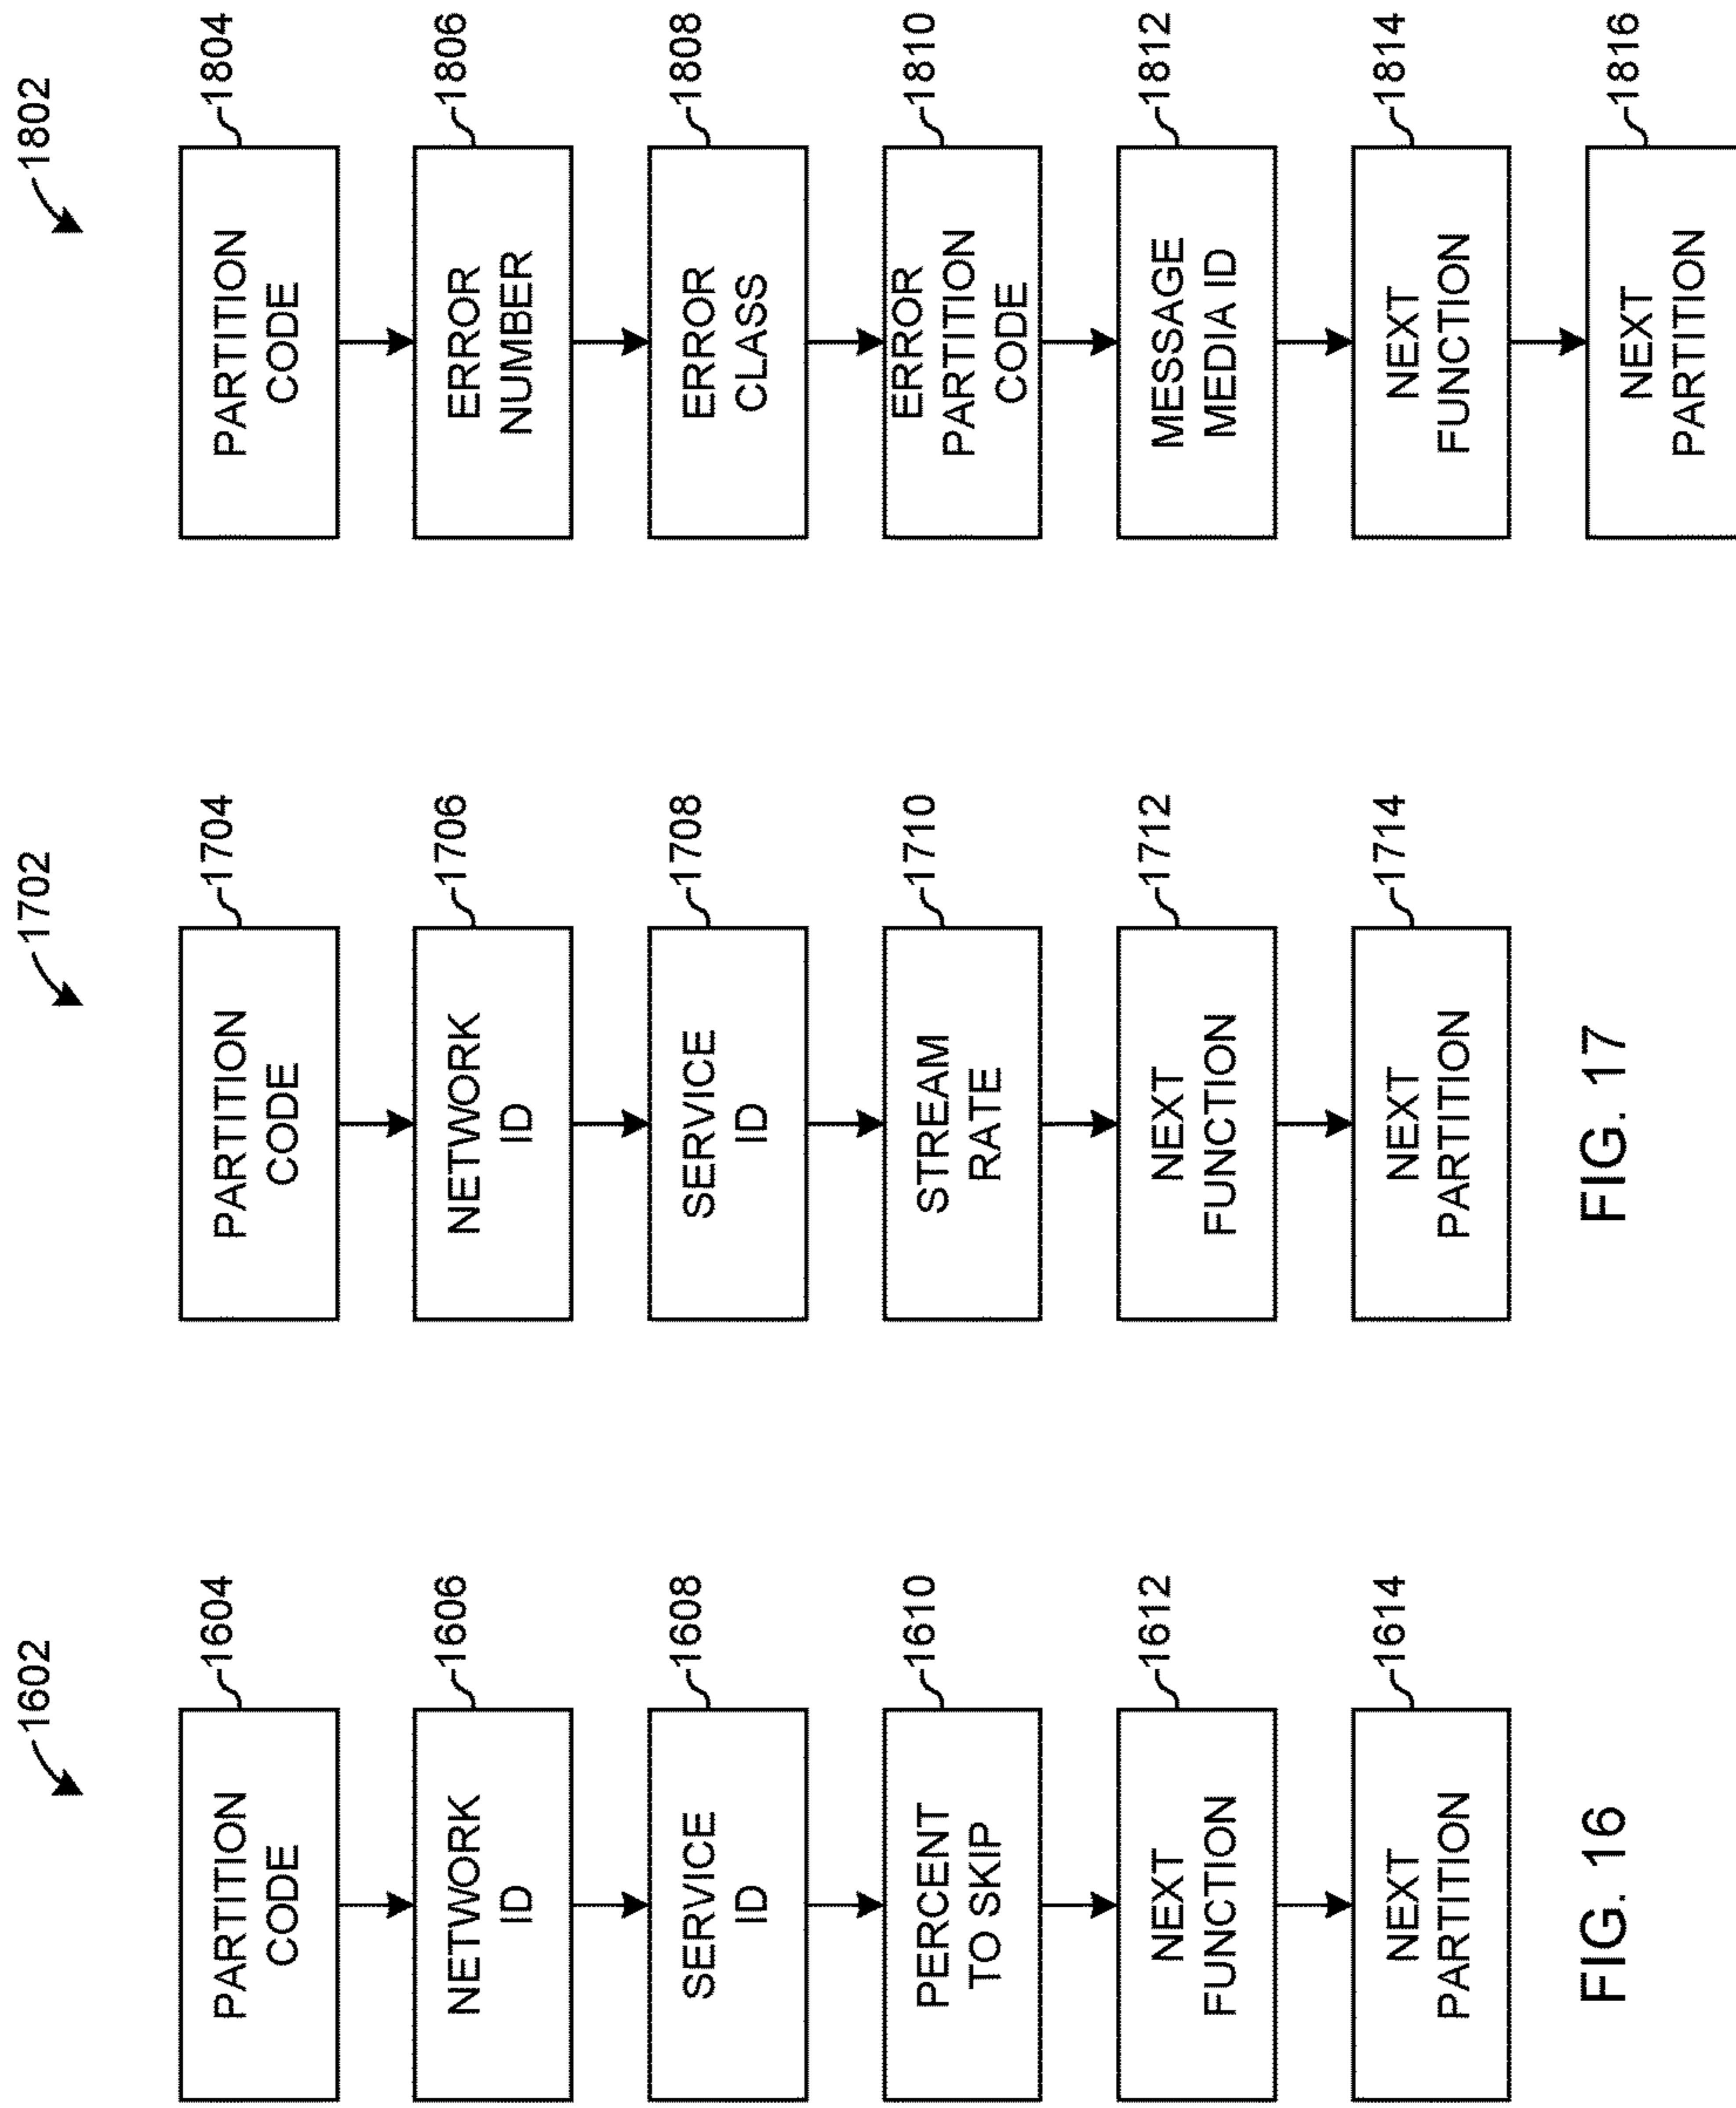 1602
PARTITION
CODE
1604
NETWORK
ID
1606
SERVICE
ID
1608
PERCENT
TO SKIP
1610
NEXT
FUNCTION
1612
NEXT
PARTITION
1614
FIG. 16
1702
PARTITION
CODE
1704
NETWORK
ID
1706
SERVICE
ID
1708
STREAM
RATE
1710
NEXT
FUNCTION
1712
NEXT
PARTITION
1714
FIG. 17
1802
PARTITION
CODE
1804
ERROR
NUMBER
1806
ERROR
CLASS
1808
ERROR
PARTITION
CODE
1810
MESSAGE
MEDIA ID
1812
NEXT
FUNCTION
1814
NEXT
PARTITION
1816